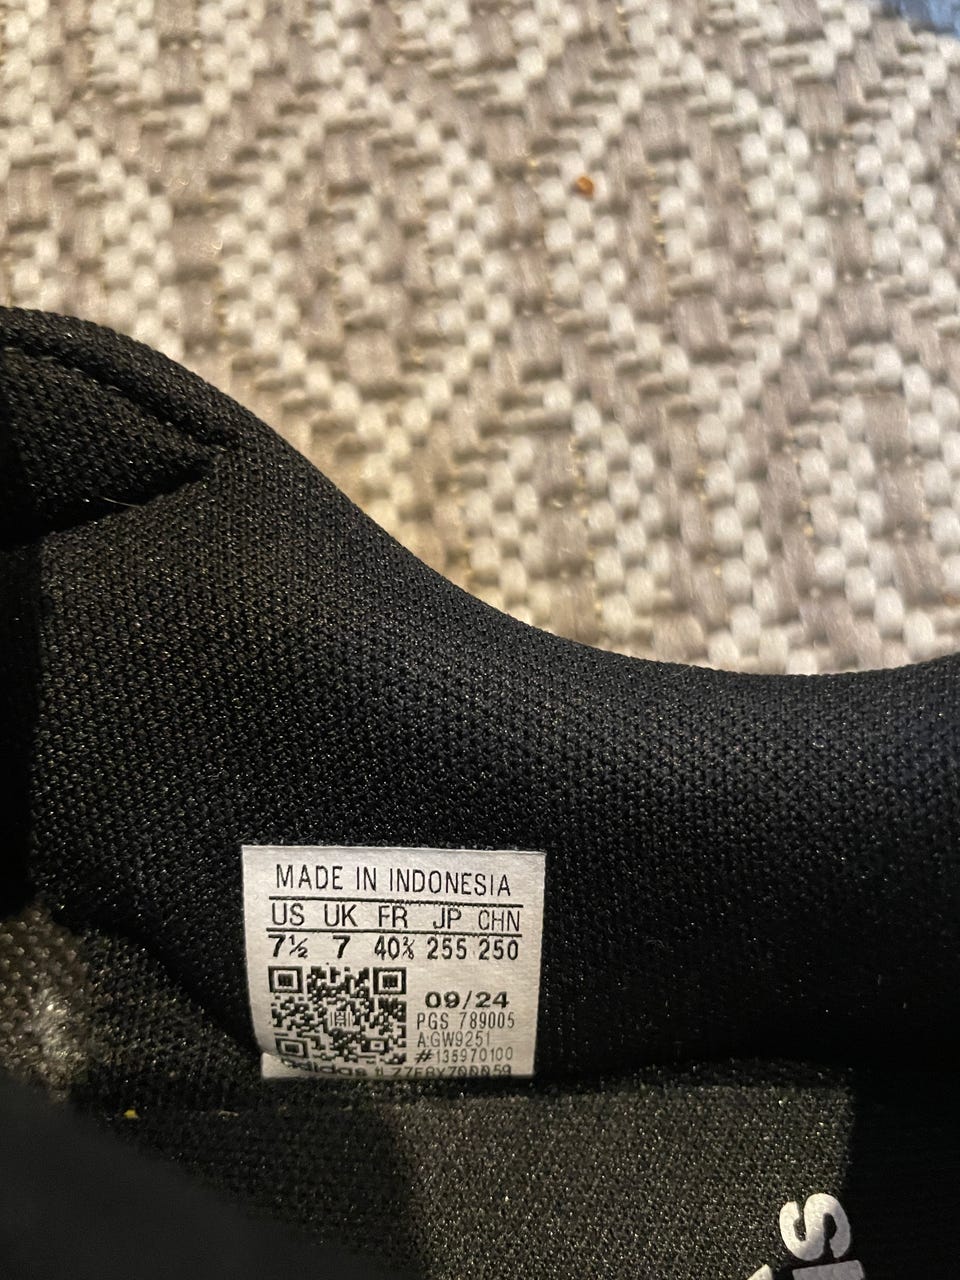 MADE IN INDONESIA
US UK FR JP CHN
7½ 7 40⅔ 255 250
09/24
PGS 789005
A:GW9251
#135970100
adidas